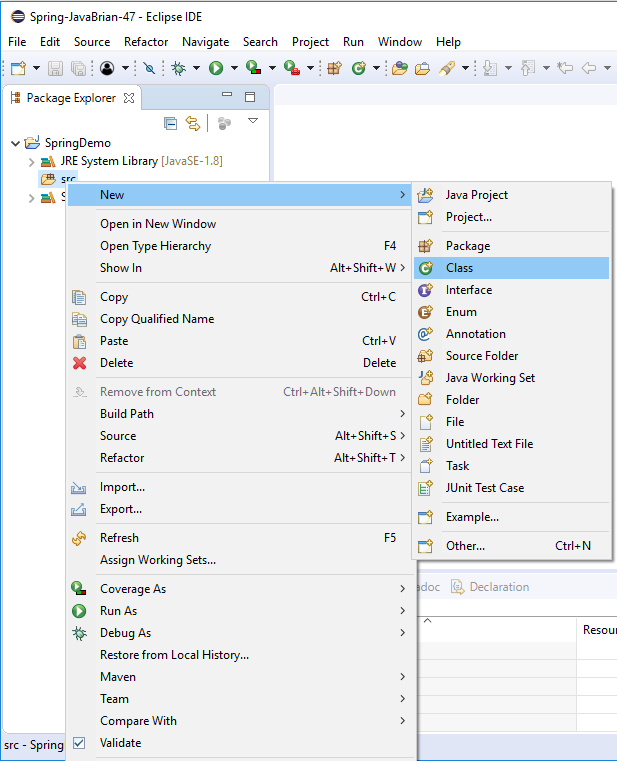 Spring-JavaBrian-47 - Eclipse IDE
File Edit Source Refactor Navigate Search Project Run Window Help
Package Explorer
SpringDemo
JRE System Library [JavaSE-1.8]
src
S
New
Open in New Window
Open Type Hierarchy F4
Show In Alt+Shift+W
Copy Ctrl+C
Copy Qualified Name
Paste Ctrl+V
Delete Delete
Remove from Context Ctrl+Alt+Shift+Down
Build Path
Source Alt+Shift+S
Refactor Alt+Shift+T
Import...
Export...
Refresh F5
Assign Working Sets...
Coverage As
Run As
Debug As
Restore from Local History...
Maven
Team
Compare With
Validate
Java Project
Project...
Package
Class
Interface
Enum
Annotation
Source Folder
Java Working Set
Folder
File
Untitled Text File
Task
JUnit Test Case
Example...
Other... Ctrl+N
adoc Declaration
Resou
src - Spring